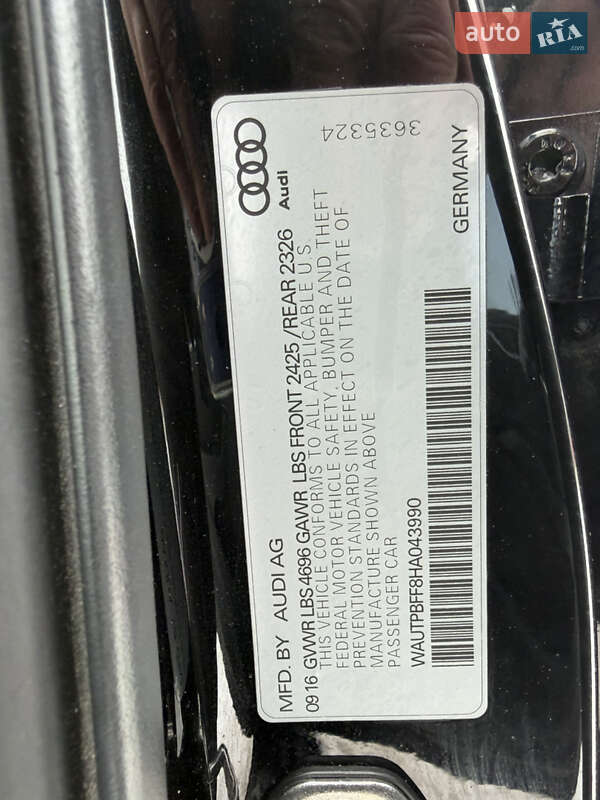 auto RIA.com
Audi
3635324
MFD. BY AUDI AG
0916 GVWR LBS 4696 GAWR LBS FRONT 2425 /REAR 2326
THIS VEHICLE CONFORMS TO ALL APPLICABLE U.S.
FEDERAL MOTOR VEHICLE SAFETY, BUMPER AND THEFT
PREVENTION STANDARDS IN EFFECT ON THE DATE OF
MANUFACTURE SHOWN ABOVE
PASSENGER CAR
WAUTPBFF8HA043990
GERMANY